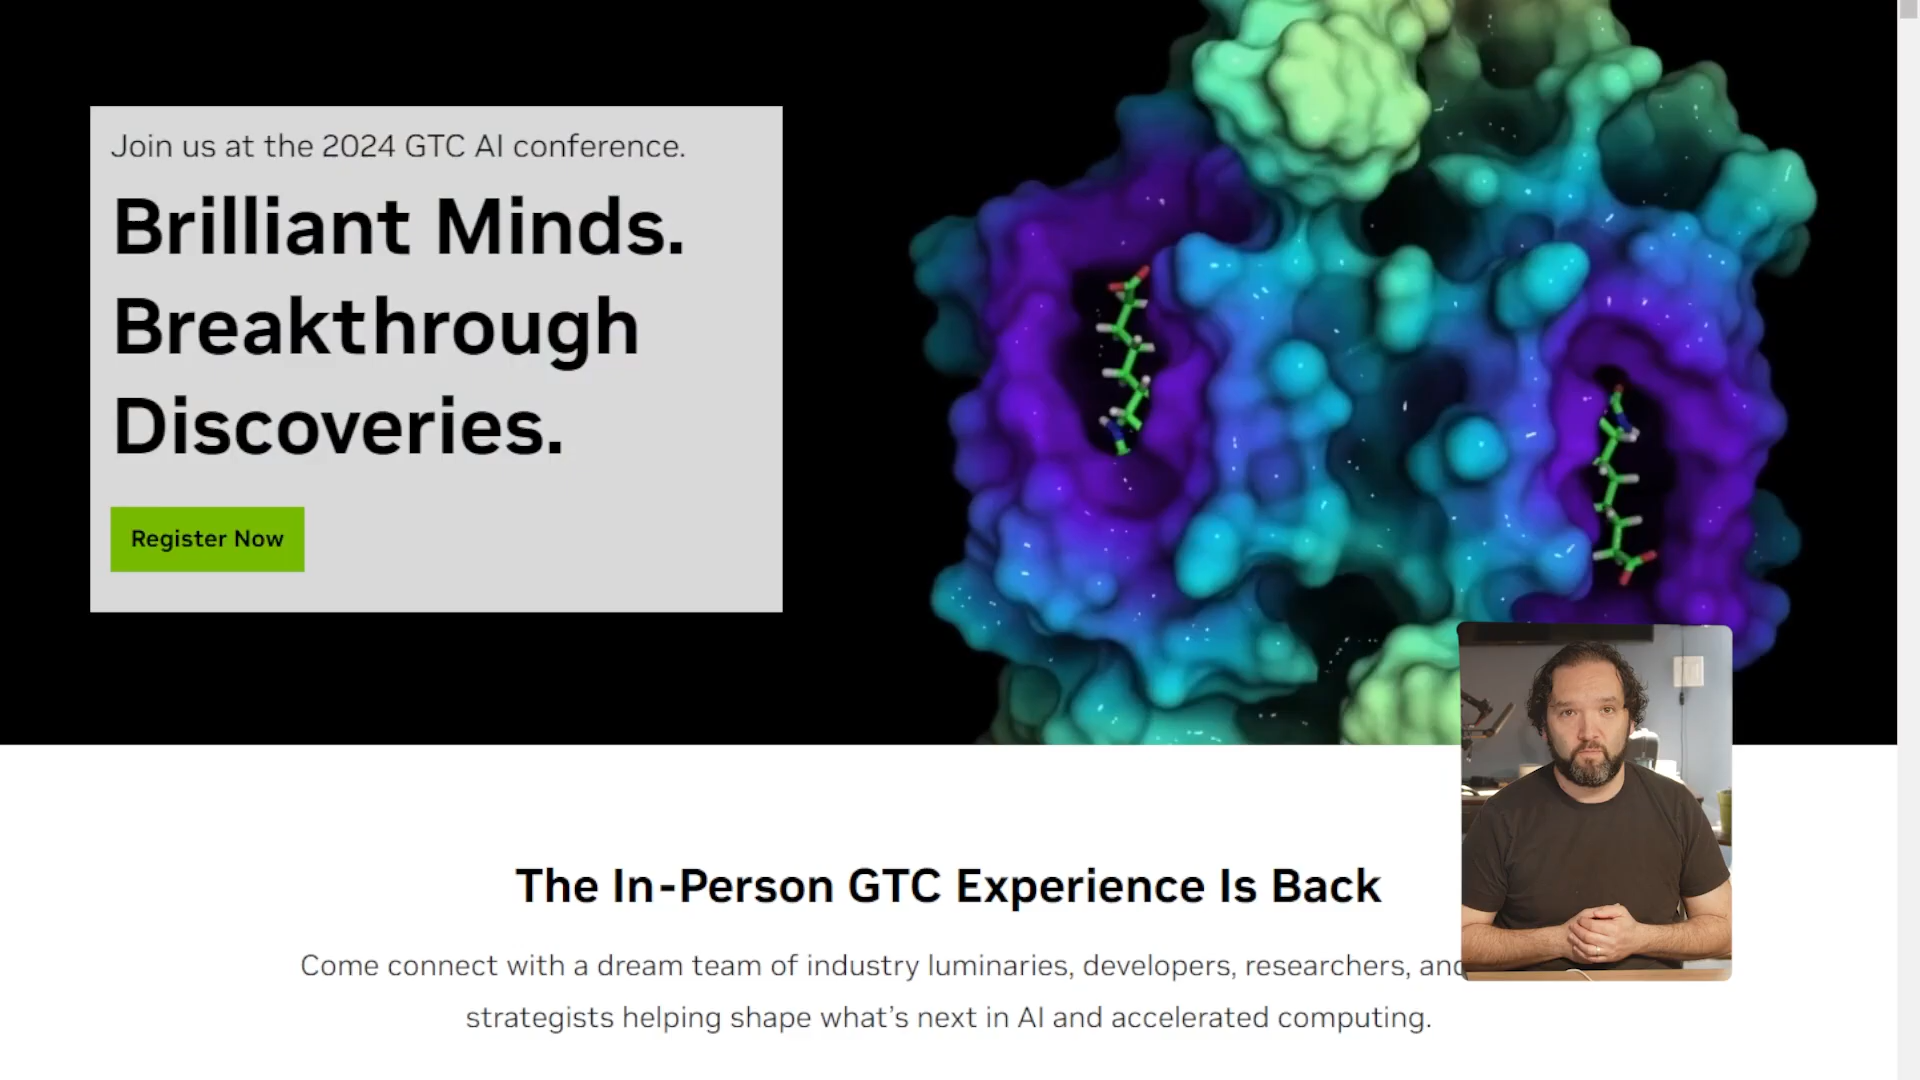 Join us at the 2024 GTC AI conference.
Brilliant Minds.
Breakthrough
Discoveries.
Register Now
The In-Person GTC Experience Is Back
Come connect with a dream team of industry luminaries, developers, researchers, and
strategists helping shape what’s next in AI and accelerated computing.